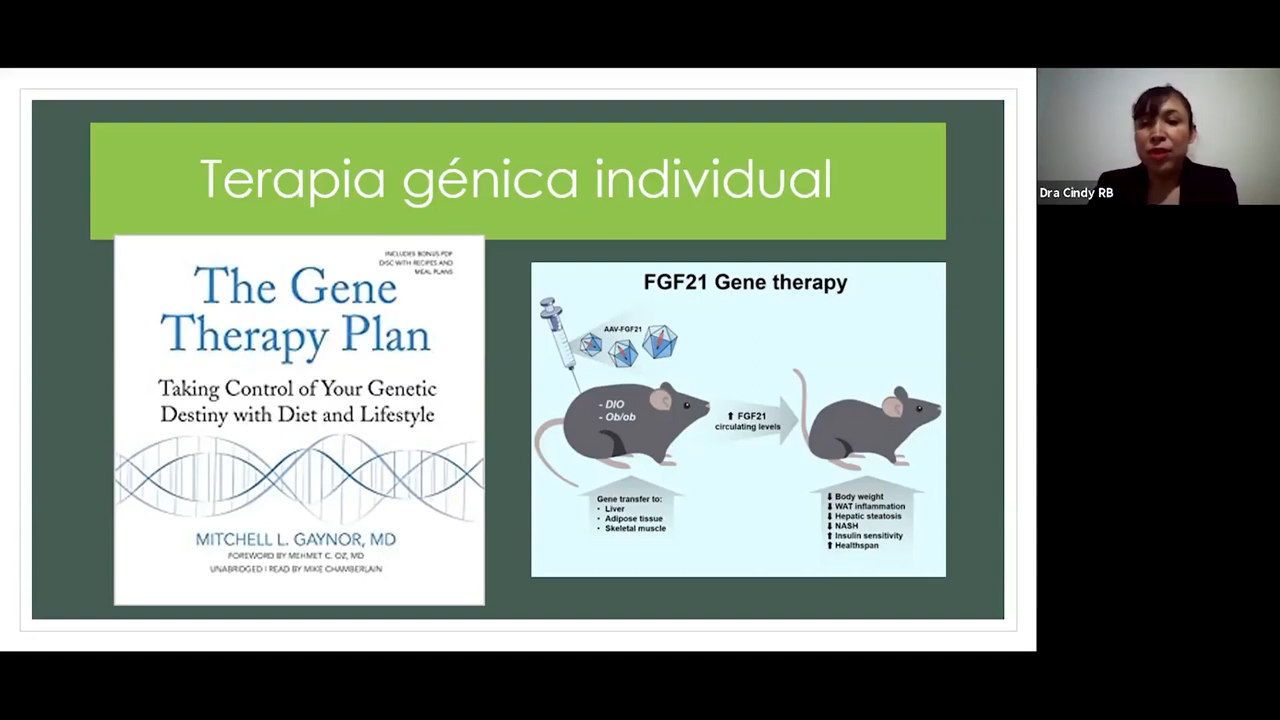 Terapia génica individual
INCLUDES BONUS PDF
DISC WITH RECIPES AND
MEAL PLANS
The Gene
Therapy Plan
Taking Control of Your Genetic
Destiny with Diet and Lifestyle
MITCHELL L. GAYNOR, MD
FOREWORD BY MEHMET C. OZ, MD
UNABRIDGED | READ BY MIKE CHAMBERLAIN
FGF21 Gene therapy
AAV-FGF21
- DIO
- Ob/ob
⬆ FGF21
circulating levels
Gene transfer to:
• Liver
• Adipose tissue
• Skeletal muscle
⬇ Body weight
⬇ WAT inflammation
⬇ Hepatic steatosis
⬇ NASH
⬆ Insulin sensitivity
⬆ Healthspan
Dra Cindy RB